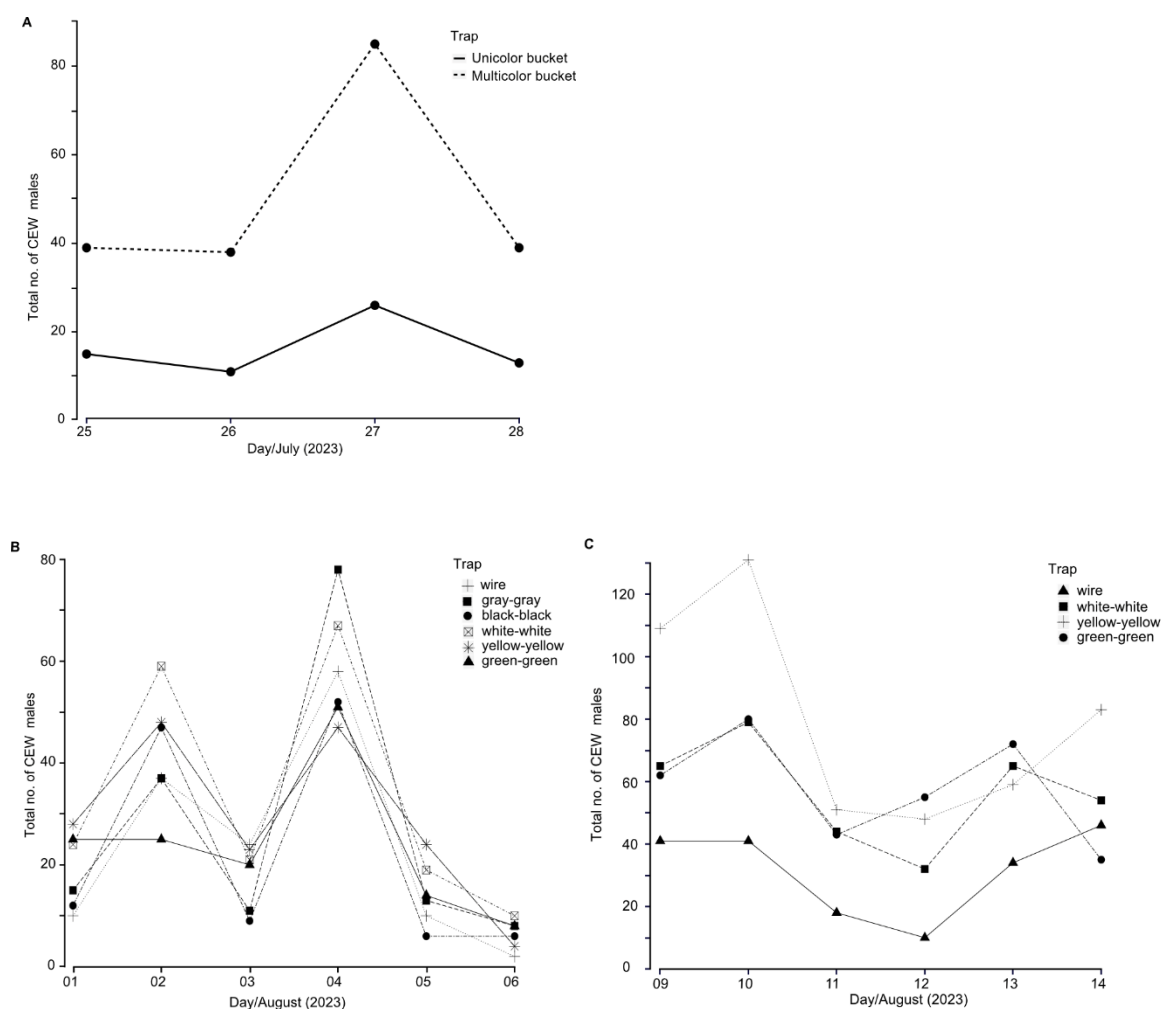 A
Trap
Unicolor bucket
Multicolor bucket
Total no. of CEW males
80
60
40
20
0
25 26 27 28
Day/July (2023)
B
Trap
wire
gray-gray
black-black
white-white
yellow-yellow
green-green
Total no. of CEW males
80
60
40
20
0
01 02 03 04 05 06
Day/August (2023)
C
Trap
wire
white-white
yellow-yellow
green-green
Total no. of CEW males
120
100
80
60
40
20
0
09 10 11 12 13 14
Day/August (2023)